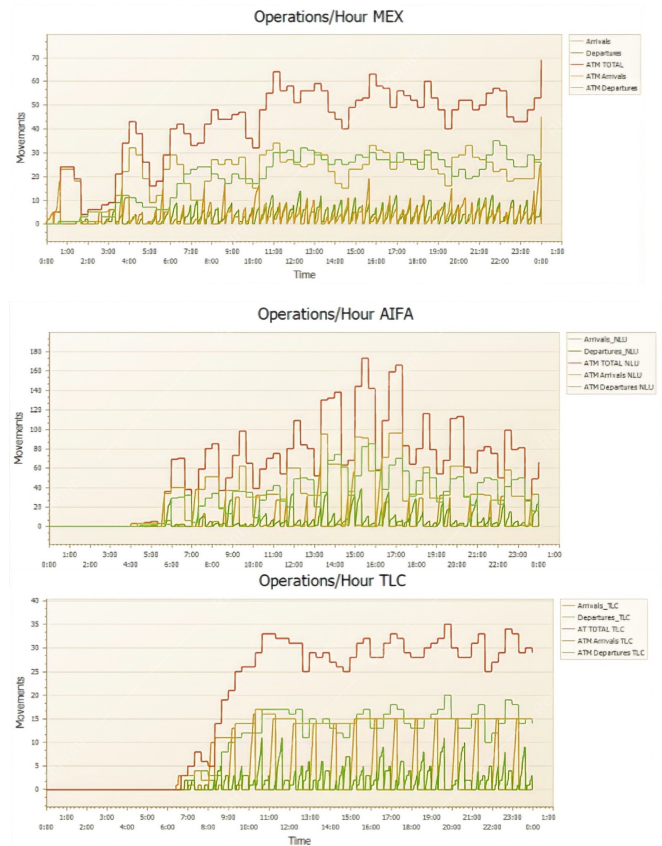 Operations/Hour MEX
Movements
70
60
50
40
30
20
10
0
Arrivals
Departures
ATM TOTAL
ATM Arrivals
ATM Departures
1:00 3:00 5:00 7:00 9:00 11:00 13:00 15:00 17:00 19:00 21:00 23:00 1:00
0:00 2:00 4:00 6:00 8:00 10:00 12:00 14:00 16:00 18:00 20:00 22:00 0:00
Time
Operations/Hour AIFA
Movements
180
160
140
120
100
80
60
40
20
0
Arrivals_NLU
Departures_NLU
ATM TOTAL NLU
ATM Arrivals NLU
ATM Departures NLU
1:00 3:00 5:00 7:00 9:00 11:00 13:00 15:00 17:00 19:00 21:00 23:00 1:00
0:00 2:00 4:00 6:00 8:00 10:00 12:00 14:00 16:00 18:00 20:00 22:00 0:00
Operations/Hour TLC
Movements
40
35
30
25
20
15
10
5
0
Arrivals_TLC
Departures_TLC
AT TOTAL TLC
ATM Arrivals TLC
ATM Departures TLC
1:00 3:00 5:00 7:00 9:00 11:00 13:00 15:00 17:00 19:00 21:00 23:00 1:00
0:00 2:00 4:00 6:00 8:00 10:00 12:00 14:00 16:00 18:00 20:00 22:00 0:00
Time